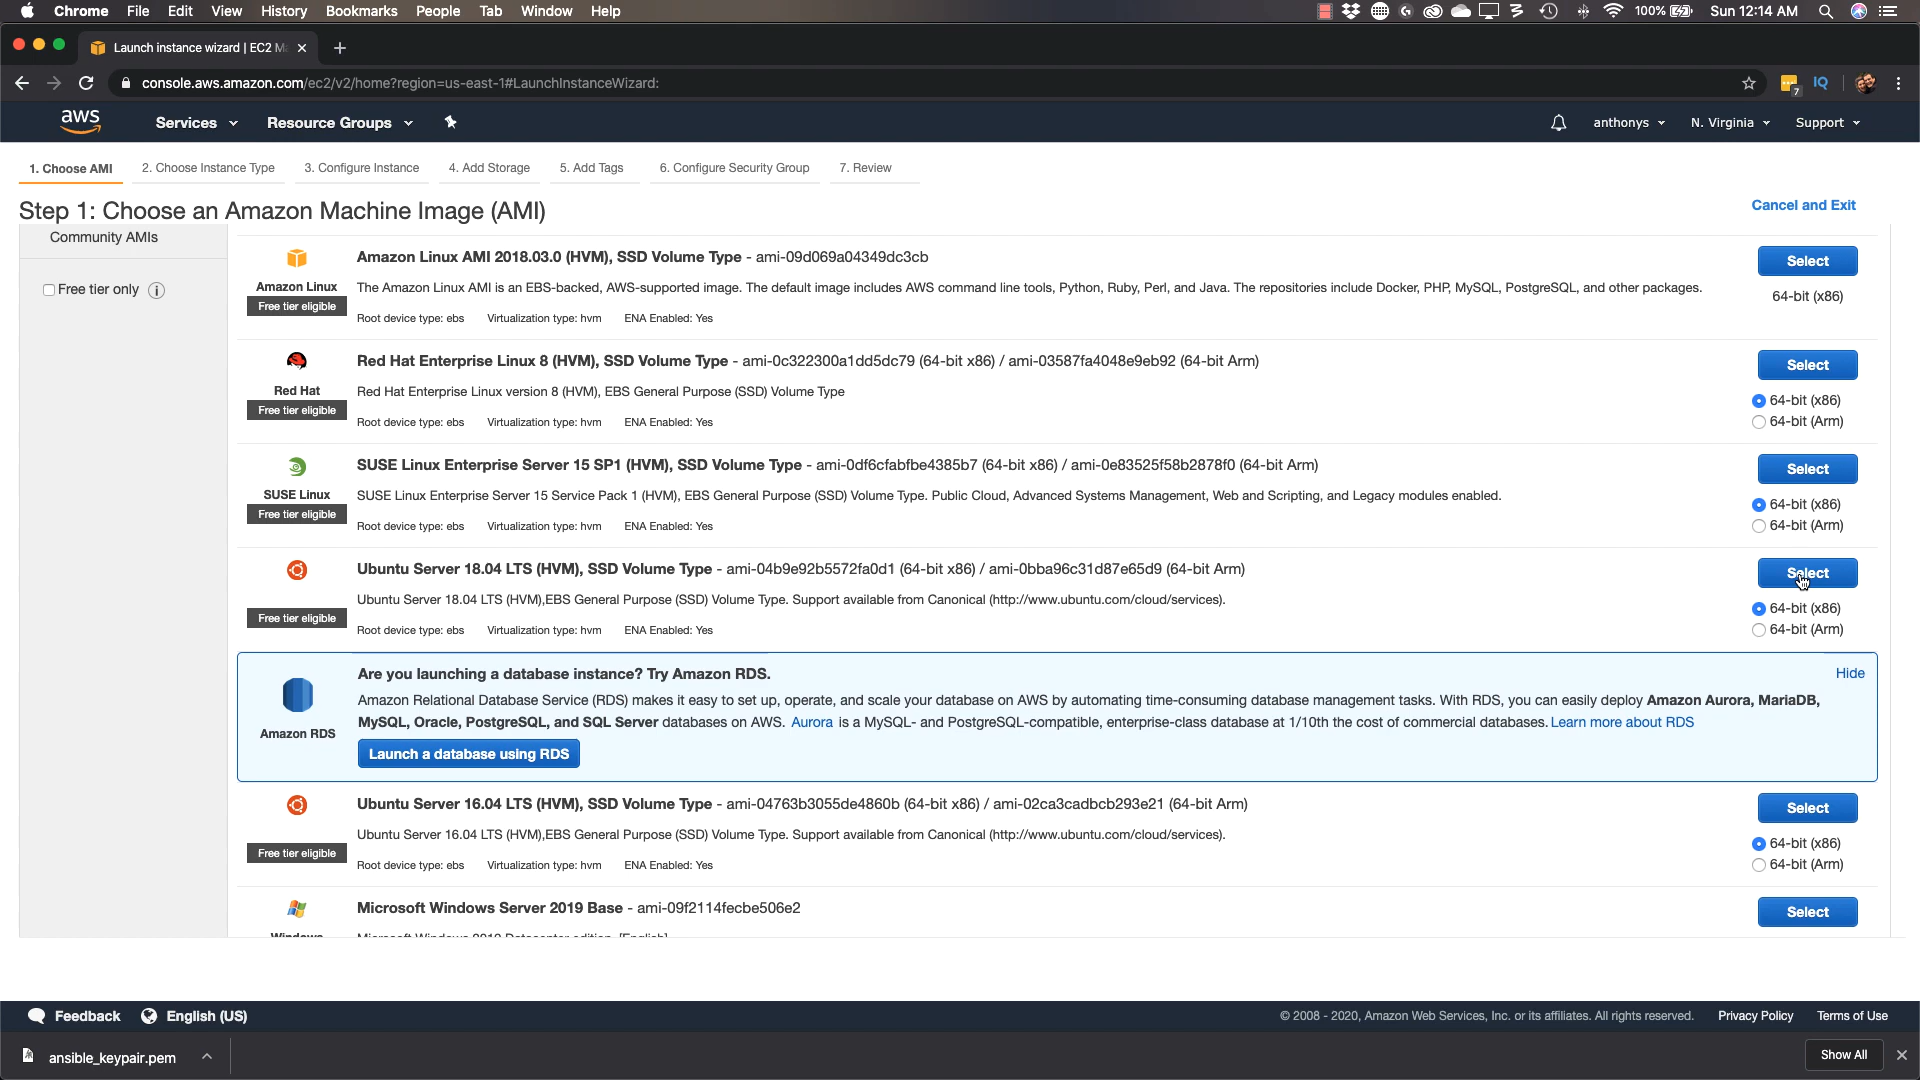 Chrome File Edit View History Bookmarks People Tab Window Help
100% Sun 12:14 AM
Launch instance wizard | EC2 M
console.aws.amazon.com/ec2/v2/home?region=us-east-1#LaunchInstanceWizard:
7 IQ
aws Services Resource Groups anthonys N. Virginia Support
1. Choose AMI 2. Choose Instance Type 3. Configure Instance 4. Add Storage 5. Add Tags 6. Configure Security Group 7. Review
Step 1: Choose an Amazon Machine Image (AMI)
Cancel and Exit
Community AMIs
Free tier only
Amazon Linux
Free tier eligible
Amazon Linux AMI 2018.03.0 (HVM), SSD Volume Type - ami-09d069a04349dc3cb
The Amazon Linux AMI is an EBS-backed, AWS-supported image. The default image includes AWS command line tools, Python, Ruby, Perl, and Java. The repositories include Docker, PHP, MySQL, PostgreSQL, and other packages.
Root device type: ebs Virtualization type: hvm ENA Enabled: Yes
Select
64-bit (x86)
Red Hat
Free tier eligible
Red Hat Enterprise Linux 8 (HVM), SSD Volume Type - ami-0c322300a1dd5dc79 (64-bit x86) / ami-03587fa4048e9eb92 (64-bit Arm)
Red Hat Enterprise Linux version 8 (HVM), EBS General Purpose (SSD) Volume Type
Root device type: ebs Virtualization type: hvm ENA Enabled: Yes
Select
64-bit (x86)
64-bit (Arm)
SUSE Linux
Free tier eligible
SUSE Linux Enterprise Server 15 SP1 (HVM), SSD Volume Type - ami-0df6cfabfbe4385b7 (64-bit x86) / ami-0e83525f58b2878f0 (64-bit Arm)
SUSE Linux Enterprise Server 15 Service Pack 1 (HVM), EBS General Purpose (SSD) Volume Type. Public Cloud, Advanced Systems Management, Web and Scripting, and Legacy modules enabled.
Root device type: ebs Virtualization type: hvm ENA Enabled: Yes
Select
64-bit (x86)
64-bit (Arm)
Free tier eligible
Ubuntu Server 18.04 LTS (HVM), SSD Volume Type - ami-04b9e92b5572fa0d1 (64-bit x86) / ami-0bba96c31d87e65d9 (64-bit Arm)
Ubuntu Server 18.04 LTS (HVM),EBS General Purpose (SSD) Volume Type. Support available from Canonical (http://www.ubuntu.com/cloud/services).
Root device type: ebs Virtualization type: hvm ENA Enabled: Yes
Select
64-bit (x86)
64-bit (Arm)
Amazon RDS
Are you launching a database instance? Try Amazon RDS.
Hide
Amazon Relational Database Service (RDS) makes it easy to set up, operate, and scale your database on AWS by automating time-consuming database management tasks. With RDS, you can easily deploy Amazon Aurora, MariaDB,
MySQL, Oracle, PostgreSQL, and SQL Server databases on AWS. Aurora is a MySQL- and PostgreSQL-compatible, enterprise-class database at 1/10th the cost of commercial databases. Learn more about RDS
Launch a database using RDS
Free tier eligible
Ubuntu Server 16.04 LTS (HVM), SSD Volume Type - ami-04763b3055de4860b (64-bit x86) / ami-02ca3cadbcb293e21 (64-bit Arm)
Ubuntu Server 16.04 LTS (HVM),EBS General Purpose (SSD) Volume Type. Support available from Canonical (http://www.ubuntu.com/cloud/services).
Root device type: ebs Virtualization type: hvm ENA Enabled: Yes
Select
64-bit (x86)
64-bit (Arm)
Windows
Microsoft Windows Server 2019 Base - ami-09f2114fecbe506e2
Microsoft Windows 2019 Datacenter edition. [English]
Select
Feedback English (US)
© 2008 - 2020, Amazon Web Services, Inc. or its affiliates. All rights reserved. Privacy Policy Terms of Use
ansible_keypair.pem
Show All